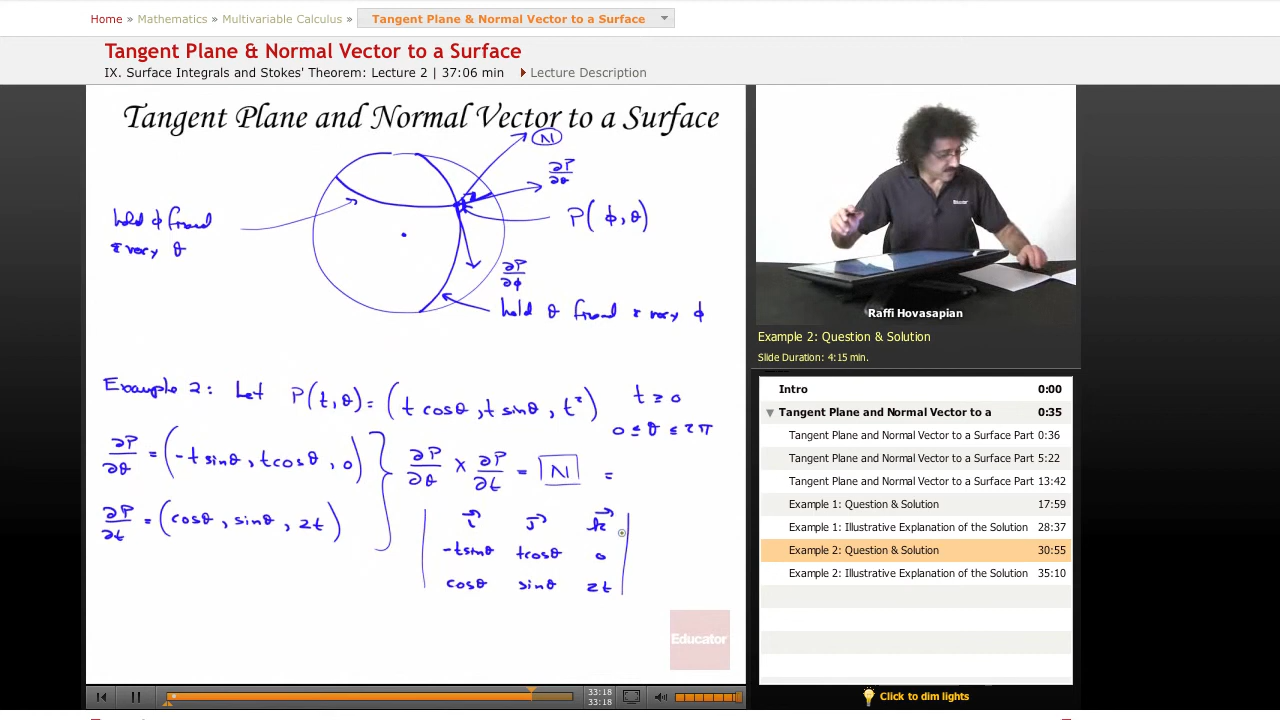 Home » Mathematics » Multivariable Calculus » Tangent Plane & Normal Vector to a Surface
Tangent Plane & Normal Vector to a Surface
IX. Surface Integrals and Stokes' Theorem: Lecture 2 | 37:06 min Lecture Description
Tangent Plane and Normal Vector to a Surface
N
∂P/∂θ
P(φ,θ)
hold φ fixed
& vary θ
∂P/∂φ
hold θ fixed & vary φ
Example 2: Let P(t,θ) = (t cosθ, t sinθ, t²) t ≥ 0
0 ≤ θ ≤ 2π
∂P/∂θ = (-t sinθ, t cosθ, 0)
∂P/∂t = (cosθ, sinθ, 2t)
∂P/∂θ × ∂P/∂t = N =
i j k
-t sinθ t cosθ 0
cosθ sinθ 2t
Educator
Educator
Raffi Hovasapian
Example 2: Question & Solution
Slide Duration: 4:15 min.
Intro 0:00
Tangent Plane and Normal Vector to a 0:35
Tangent Plane and Normal Vector to a Surface Part 0:36
Tangent Plane and Normal Vector to a Surface Part 5:22
Tangent Plane and Normal Vector to a Surface Part 13:42
Example 1: Question & Solution 17:59
Example 1: Illustrative Explanation of the Solution 28:37
Example 2: Question & Solution 30:55
Example 2: Illustrative Explanation of the Solution 35:10
33:18
33:18
Click to dim lights